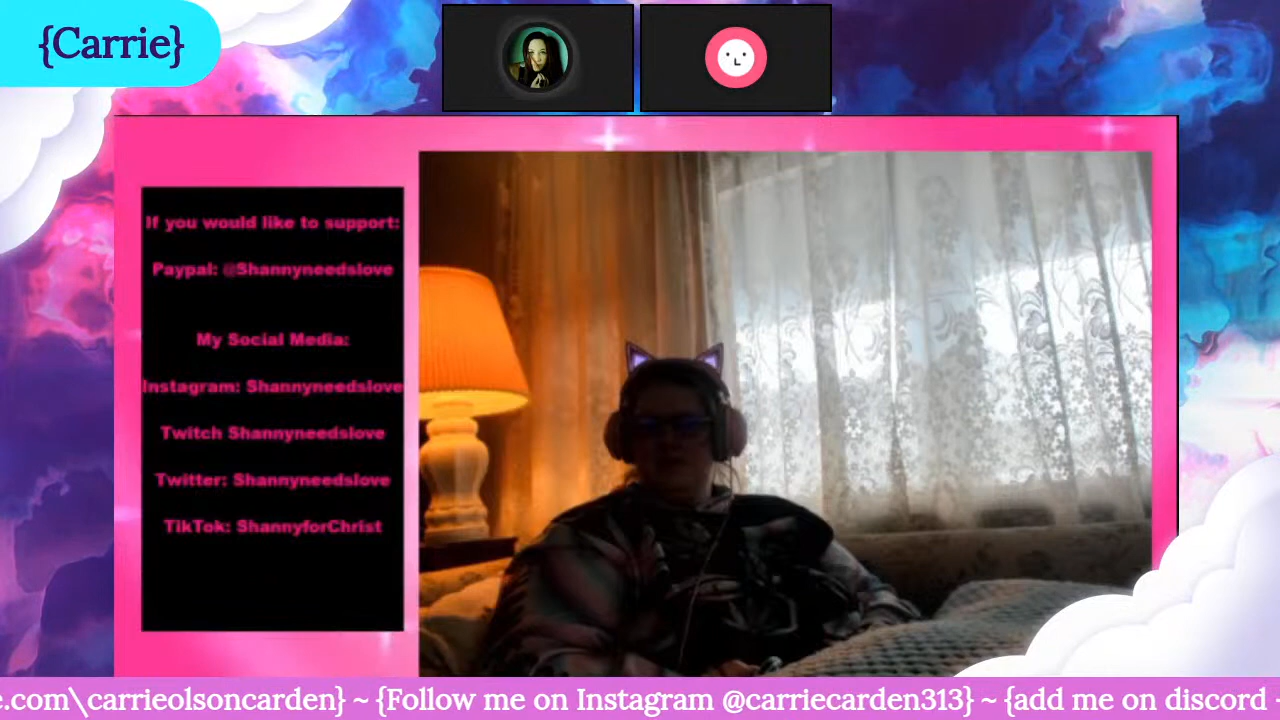 {Carrie}
If you would like to support:
Paypal: @Shannyneedslove
My Social Media:
Instagram: Shannyneedslove
Twitch Shannyneedslove
Twitter: Shannyneedslove
TikTok: ShannyforChrist
e.com\carrieolsoncarden} ~ {Follow me on Instagram @carriecarden313} ~ {add me on discord